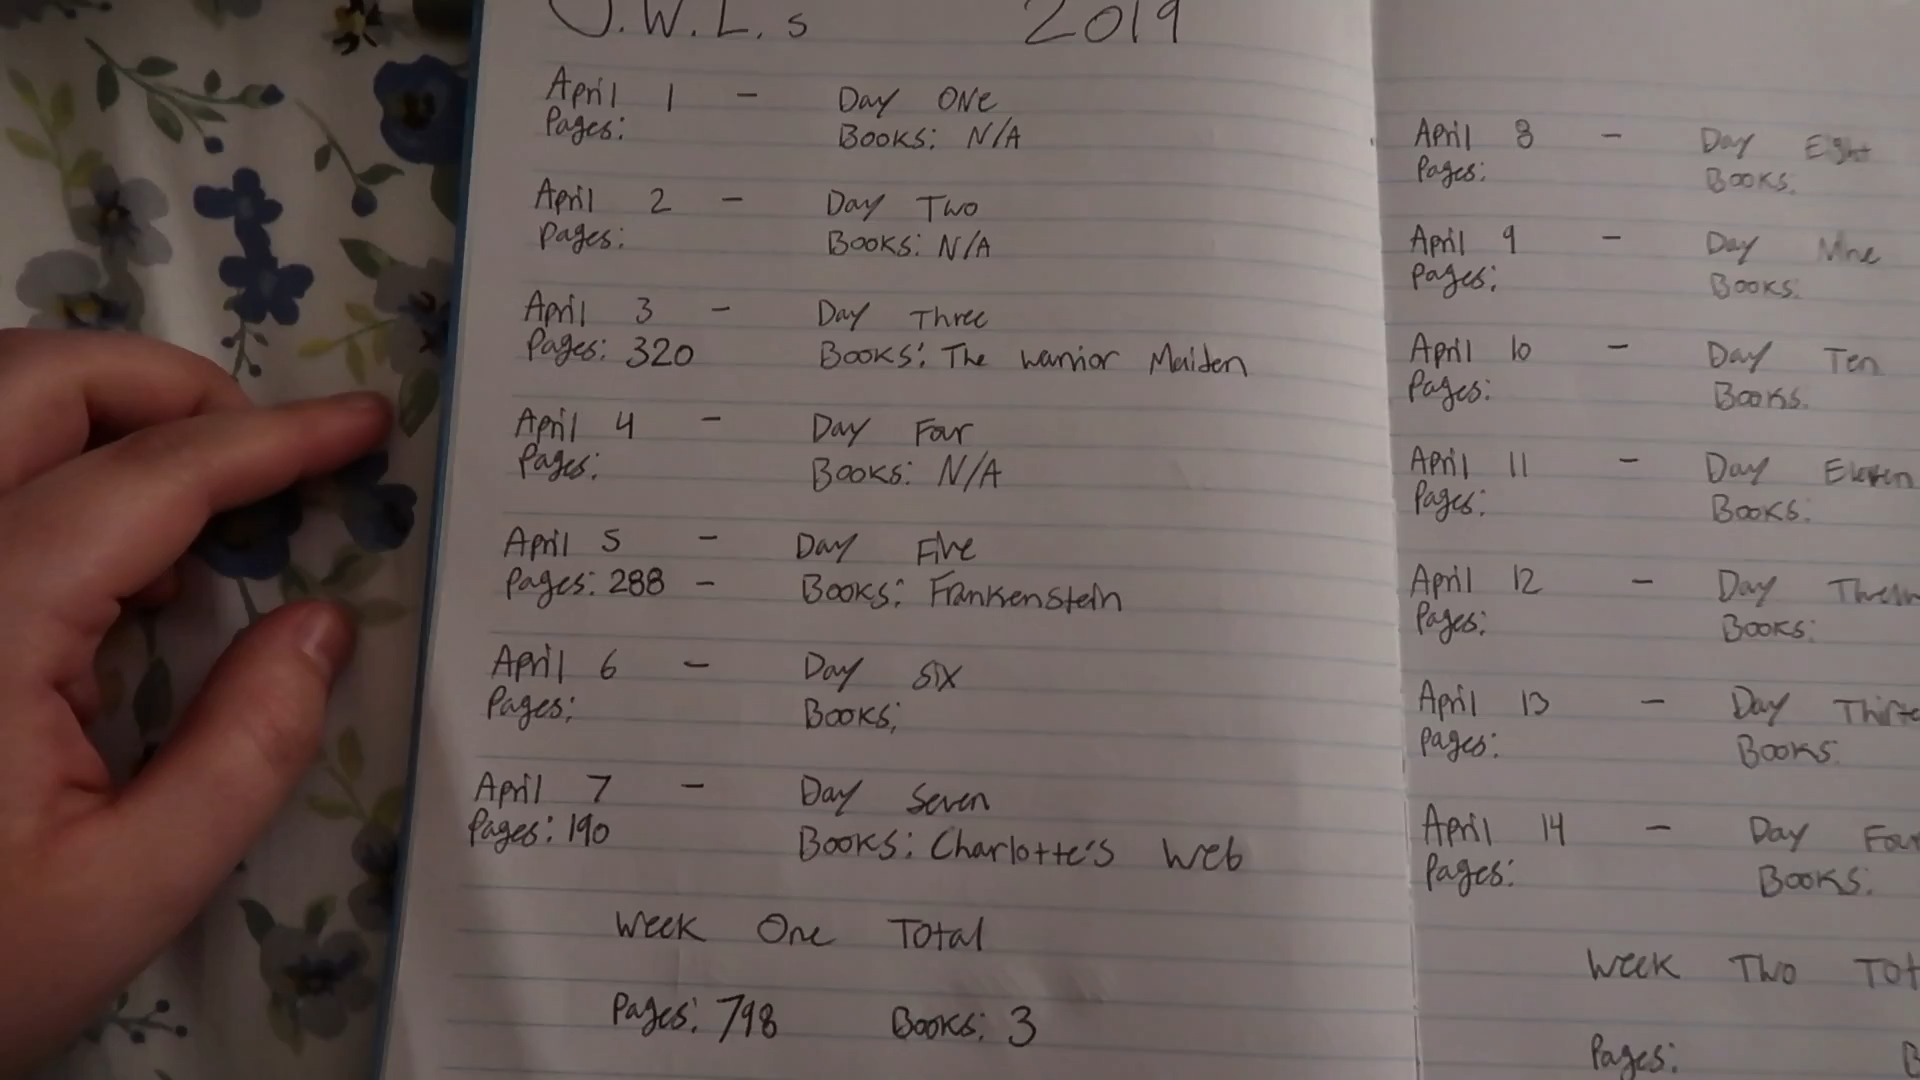 O.W.L.s 2019
April 1 - Day One
Pages: Books: N/A
April 2 - Day Two
Pages: Books: N/A
April 3 - Day Three
Pages: 320 Books: The Warrior Maiden
April 4 - Day Four
Pages: Books: N/A
April 5 - Day Five
Pages: 288 - Books: Frankenstein
April 6 - Day Six
Pages: Books:
April 7 - Day Seven
Pages: 190 Books: Charlotte's Web
Week One Total
Pages: 798 Books: 3
April 8 - Day Eight
Pages: Books:
April 9 - Day Nine
Pages: Books:
April 10 - Day Ten
Pages: Books:
April 11 - Day Eleven
Pages: Books:
April 12 - Day
Pages: Books:
April 13 - Day
Pages: Books:
April 14 - Day
Pages: Books:
Week Two
Pages: